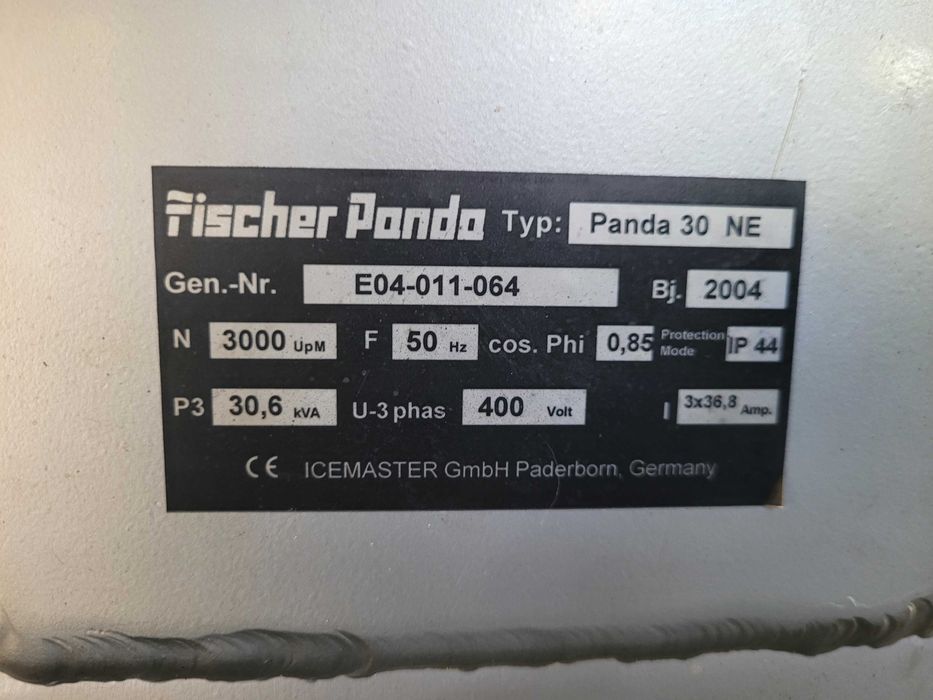 Fischer Panda Typ: Panda 30 NE
Gen.-Nr. E04-011-064 Bj. 2004
N 3000 UpM F 50 Hz cos. Phi 0,85 Protection Mode IP 44
P3 30,6 kVA U-3 phas 400 Volt I 3x36,8 Amp.
CE ICEMASTER GmbH Paderborn, Germany